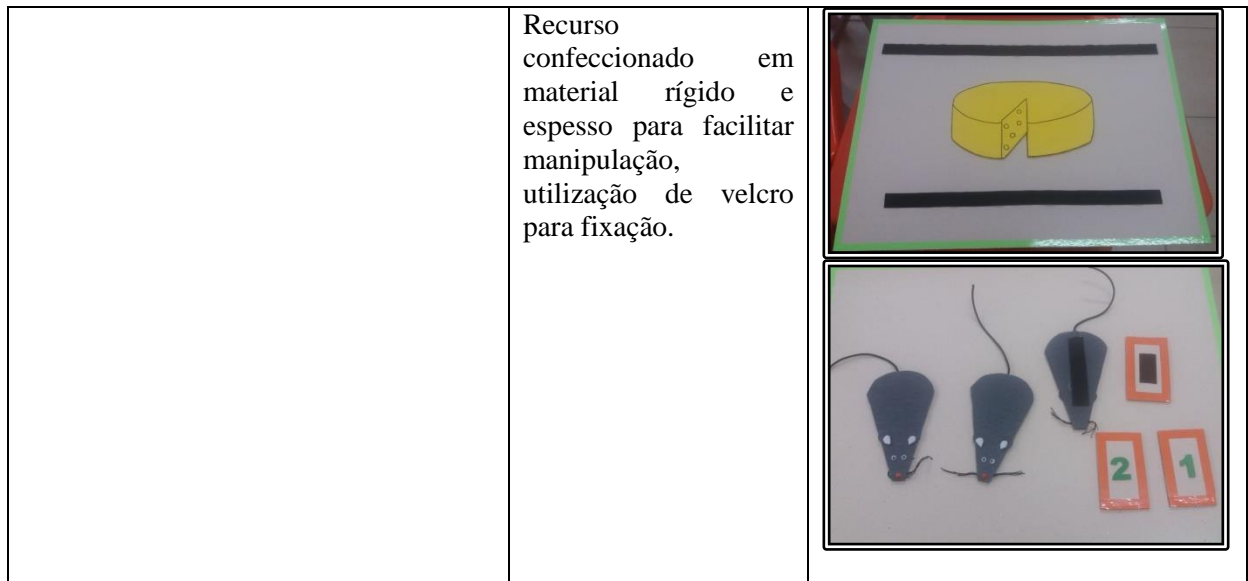 Recurso
confeccionado em
material rígido e
espesso para facilitar
manipulação,
utilização de velcro
para fixação.
2 1